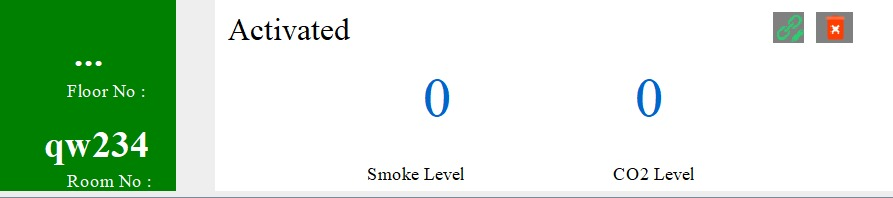 ...
Floor No :
qw234
Room No :
Activated
0 0
Smoke Level CO2 Level